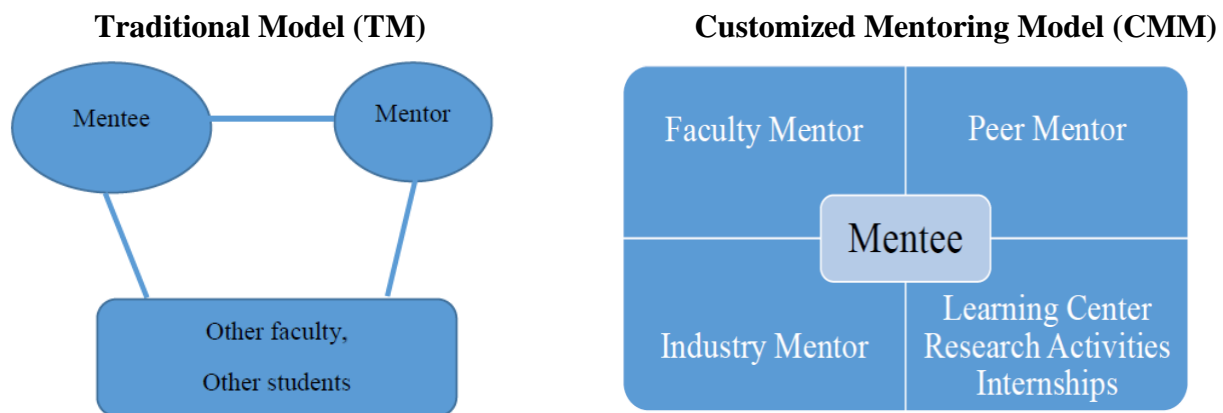 Traditional Model (TM)
Mentee
Mentor
Other faculty,
Other students
Customized Mentoring Model (CMM)
Faculty Mentor
Peer Mentor
Mentee
Industry Mentor
Learning Center
Research Activities
Internships